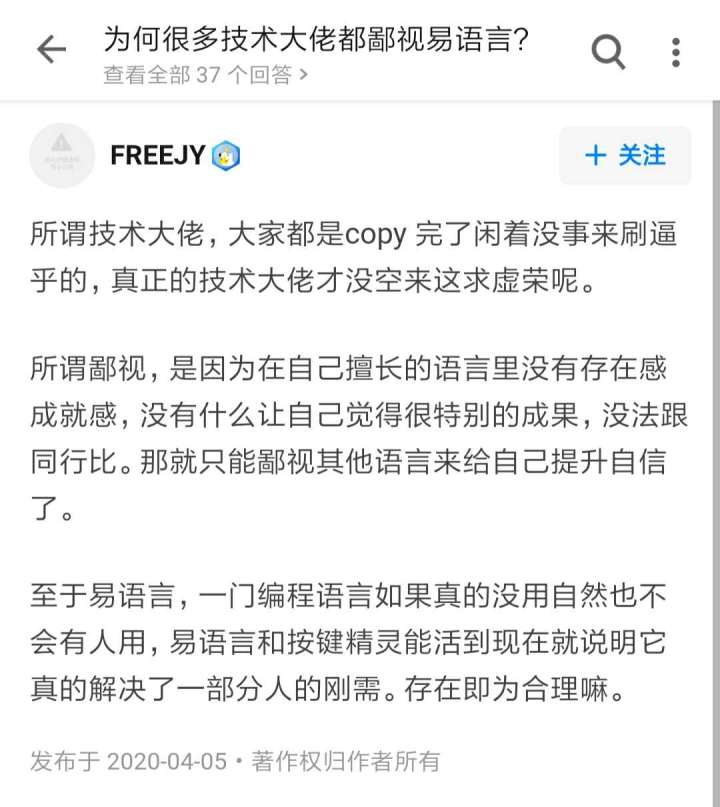 为何很多技术大佬都鄙视易语言?
查看全部 37 个回答 >
FREEJY
+ 关注
所谓技术大佬，大家都是copy 完了闲着没事来刷逼
乎的，真正的技术大佬才没空来这求虚荣呢。
所谓鄙视，是因为在自己擅长的语言里没有存在感
成就感，没有什么让自己觉得很特别的成果，没法跟
同行比。那就只能鄙视其他语言来给自己提升自信
了。
至于易语言，一门编程语言如果真的没用自然也不
会有人用，易语言和按键精灵能活到现在就说明它
真的解决了一部分人的刚需。存在即为合理嘛。
发布于 2020-04-05 · 著作权归作者所有